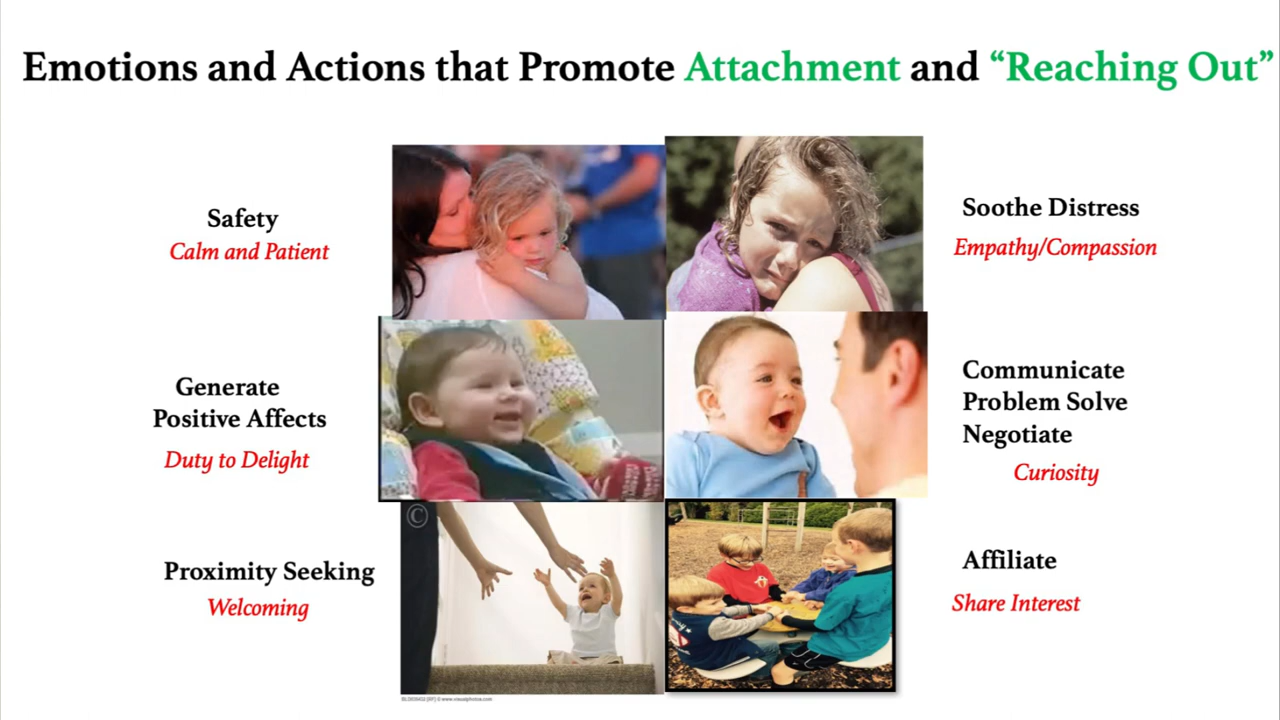 Emotions and Actions that Promote Attachment and “Reaching Out”
Safety
Calm and Patient
Soothe Distress
Empathy/Compassion
Generate
Positive Affects
Duty to Delight
Communicate
Problem Solve
Negotiate
Curiosity
©
Proximity Seeking
Welcoming
Affiliate
Share Interest